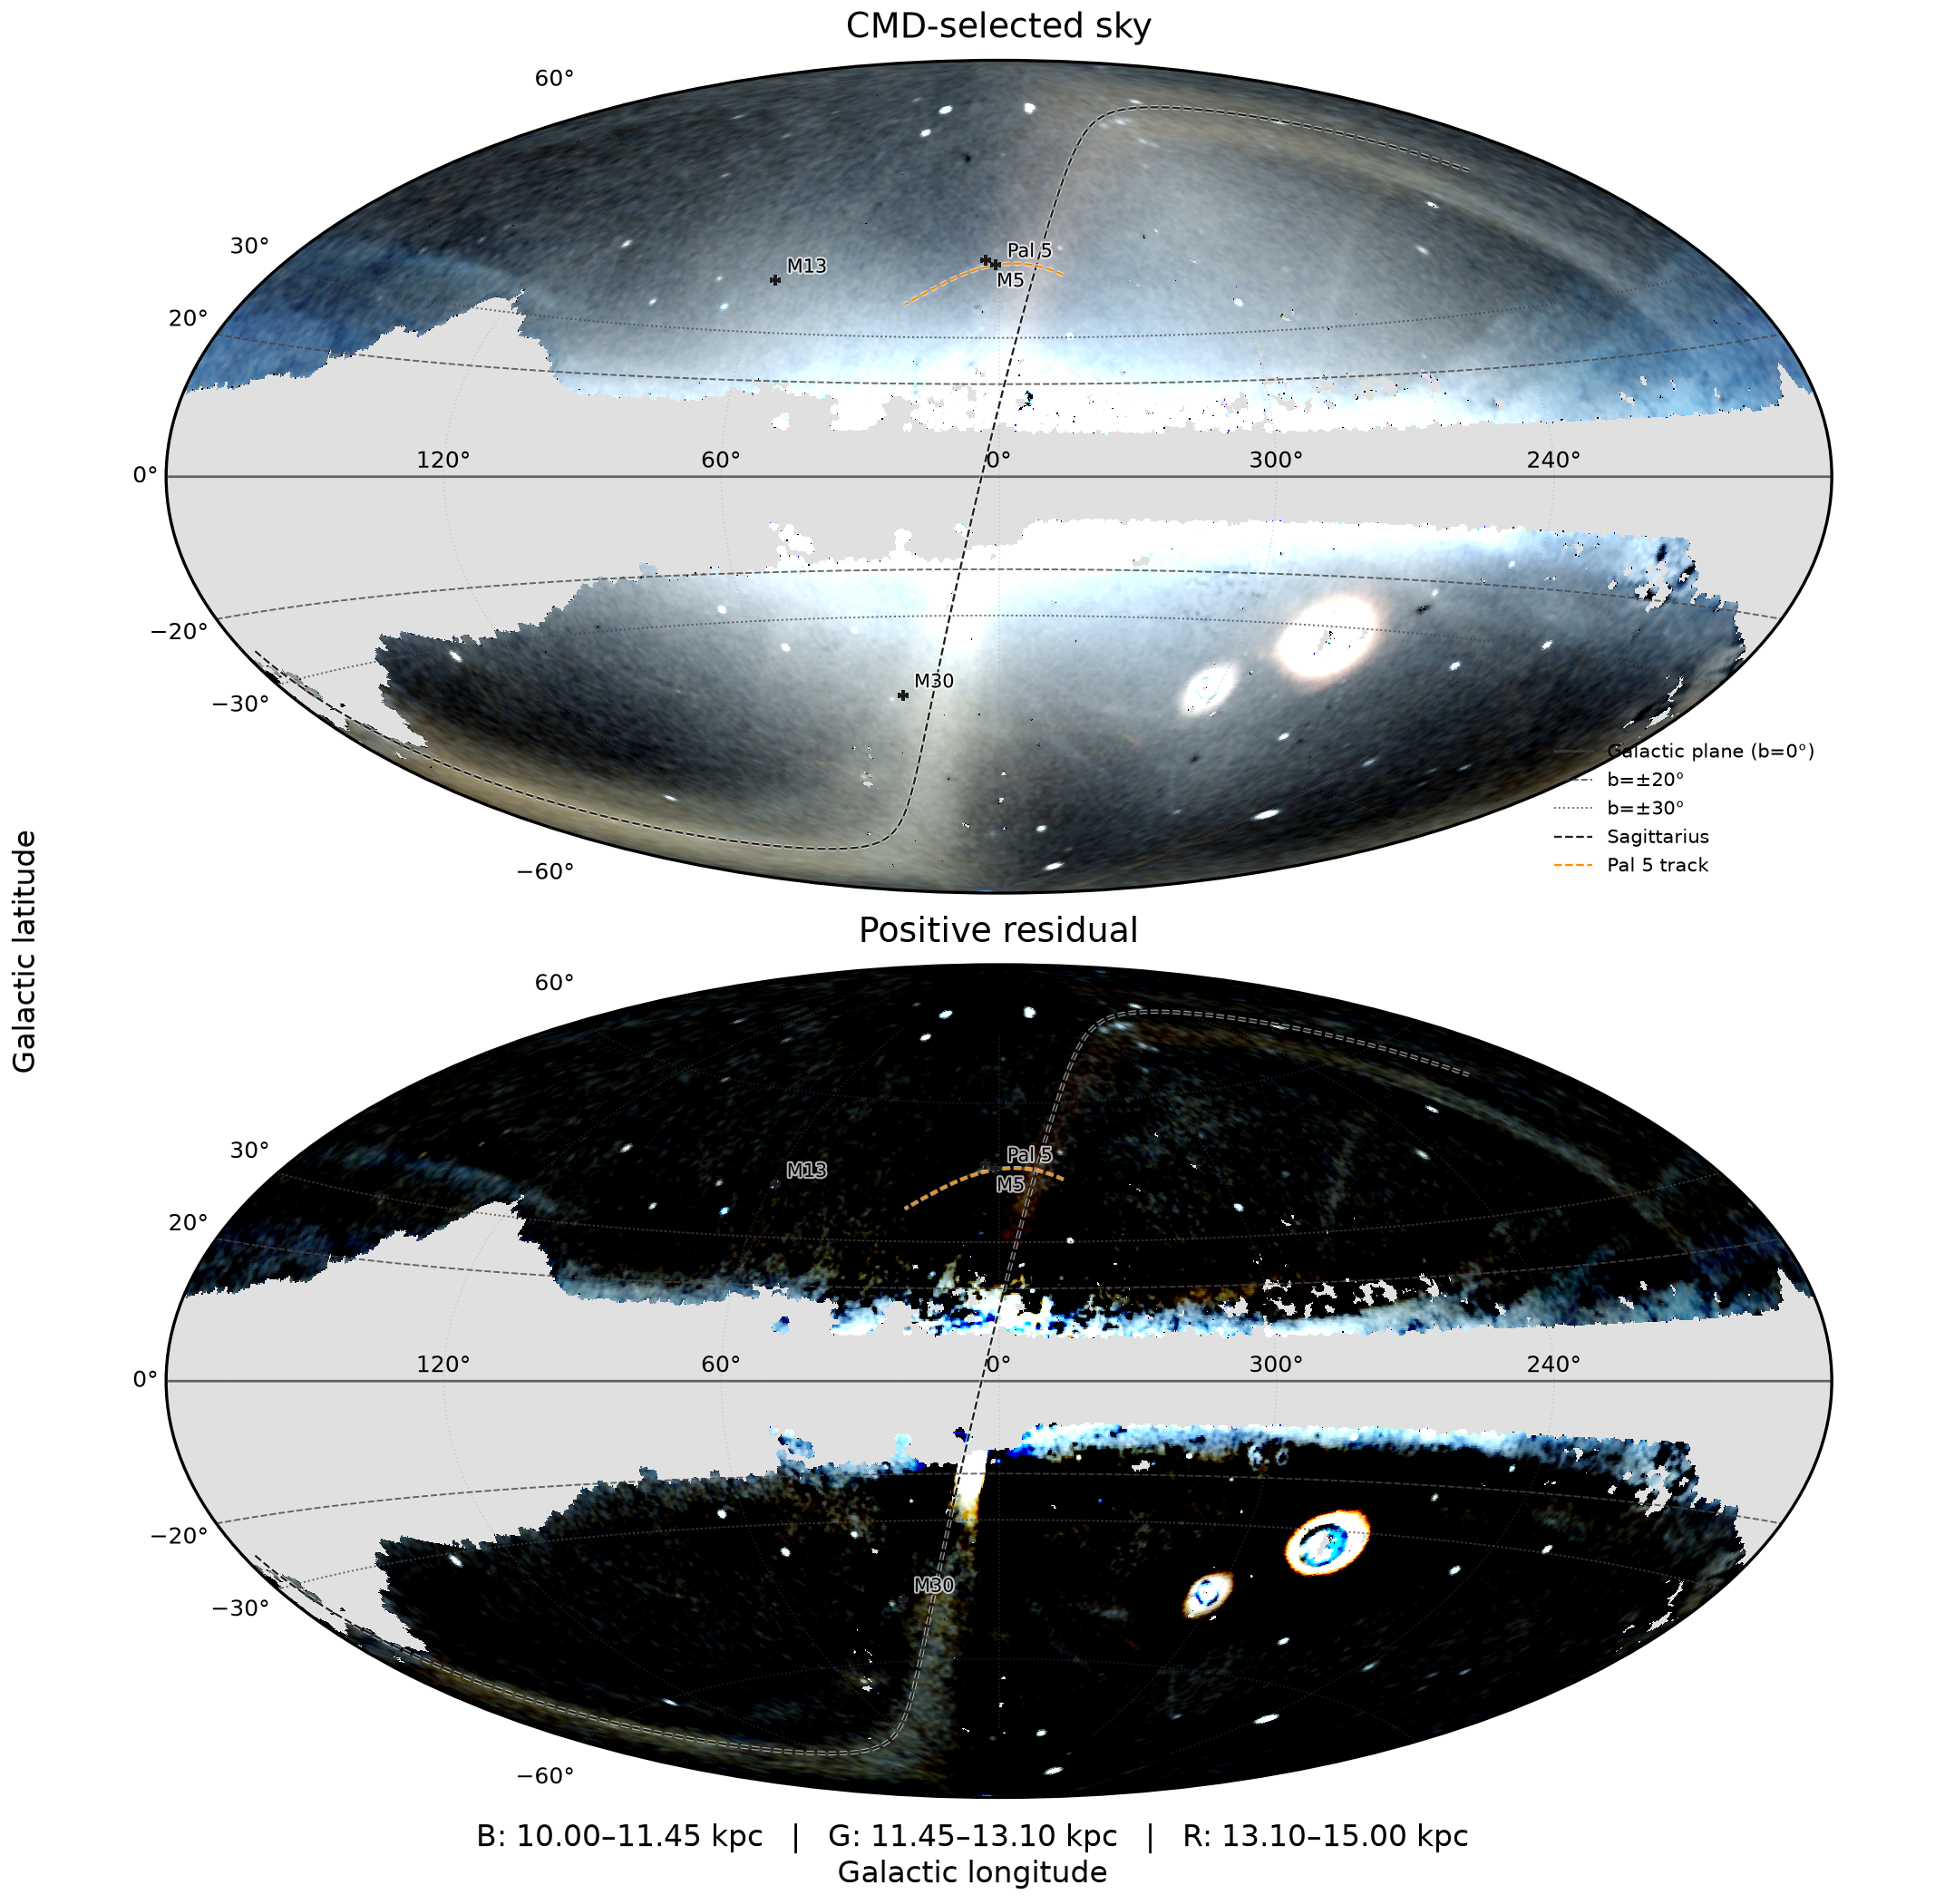 CMD-selected sky
60°
30°
M13
Pal 5
M5
20°
0°
120°
60°
0°
300°
240°
−20°
−30°
M30
Galactic plane (b=0°)
b=±20°
b=±30°
Sagittarius
Pal 5 track
−60°
Galactic latitude
Positive residual
60°
30°
M13
Pal 5
M5
20°
0°
120°
60°
0°
300°
240°
−20°
−30°
M30
−60°
B: 10.00–11.45 kpc | G: 11.45–13.10 kpc | R: 13.10–15.00 kpc
Galactic longitude